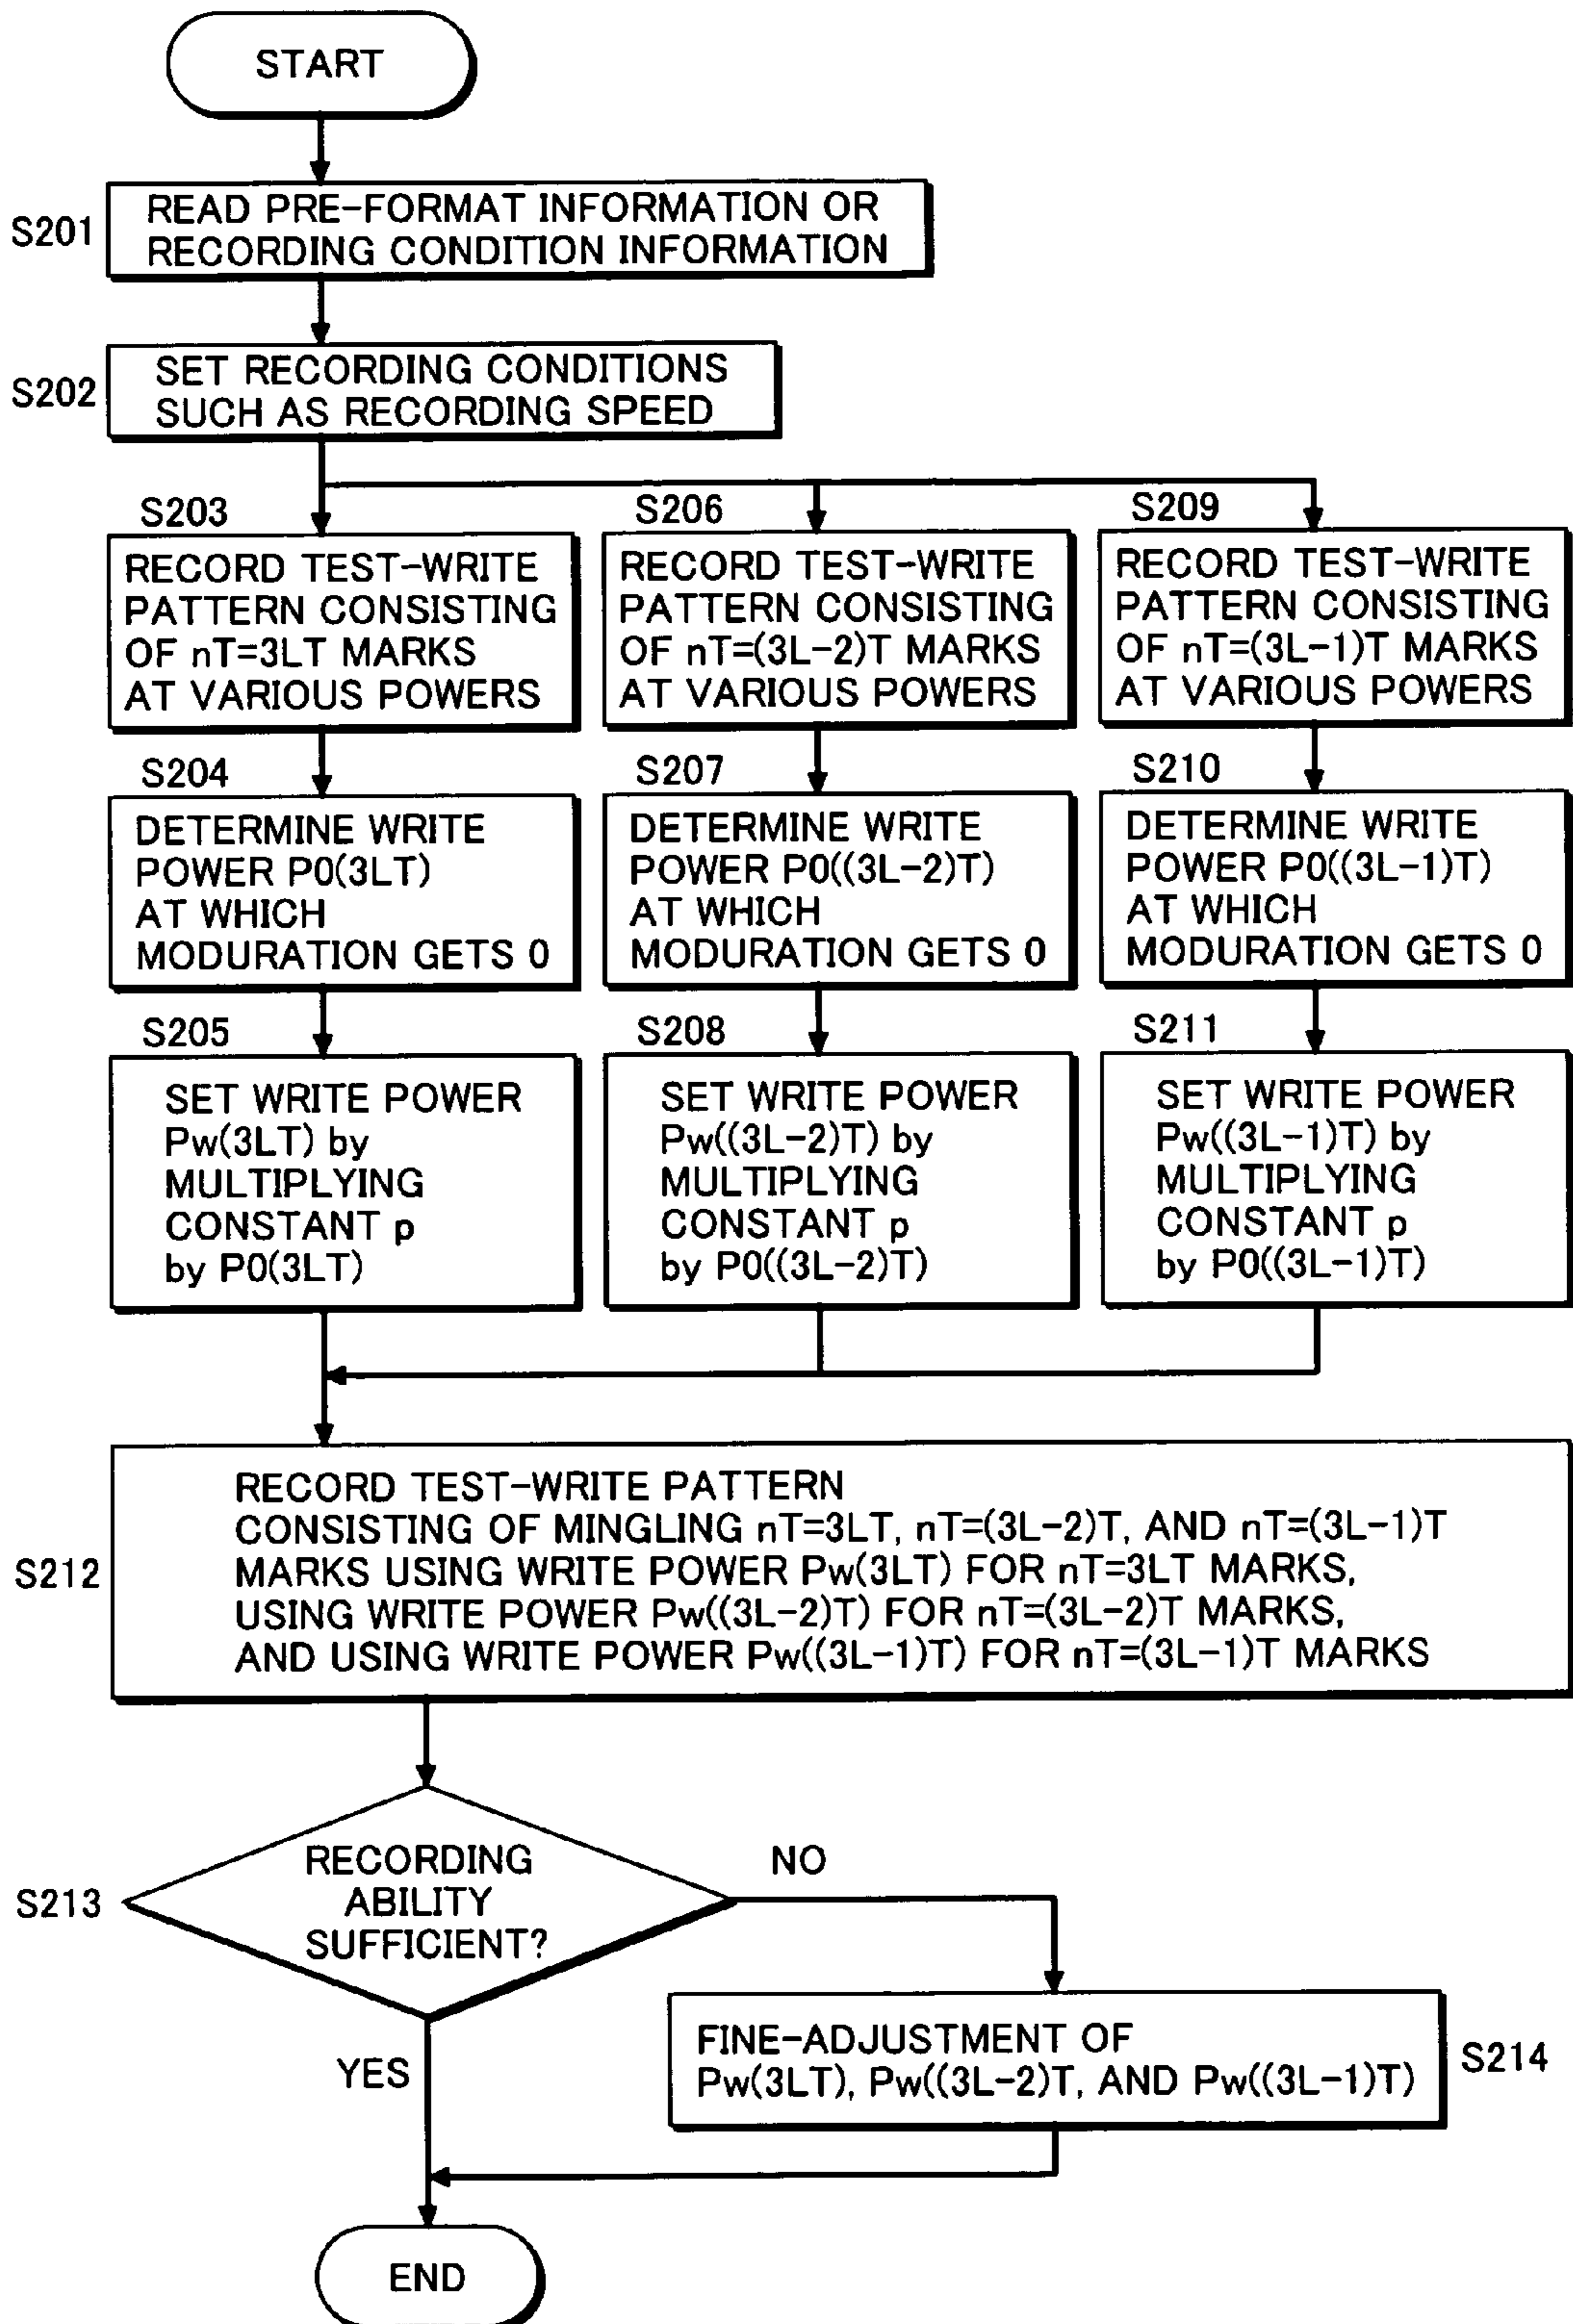 START
S201
READ PRE-FORMAT INFORMATION OR
RECORDING CONDITION INFORMATION
S202
SET RECORDING CONDITIONS
SUCH AS RECORDING SPEED
S203
RECORD TEST-WRITE
PATTERN CONSISTING
OF nT=3LT MARKS
AT VARIOUS POWERS
S204
DETERMINE WRITE
POWER P0(3LT)
AT WHICH
MODURATION GETS 0
S205
SET WRITE POWER
Pw(3LT) by
MULTIPLYING
CONSTANT p
by P0(3LT)
S206
RECORD TEST-WRITE
PATTERN CONSISTING
OF nT=(3L-2)T MARKS
AT VARIOUS POWERS
S207
DETERMINE WRITE
POWER P0((3L-2)T)
AT WHICH
MODURATION GETS 0
S208
SET WRITE POWER
Pw((3L-2)T) by
MULTIPLYING
CONSTANT p
by P0((3L-2)T)
S209
RECORD TEST-WRITE
PATTERN CONSISTING
OF nT=(3L-1)T MARKS
AT VARIOUS POWERS
S210
DETERMINE WRITE
POWER P0((3L-1)T)
AT WHICH
MODURATION GETS 0
S211
SET WRITE POWER
Pw((3L-1)T) by
MULTIPLYING
CONSTANT p
by P0((3L-1)T)
S212
RECORD TEST-WRITE PATTERN
CONSISTING OF MINGLING nT=3LT, nT=(3L-2)T, AND nT=(3L-1)T
MARKS USING WRITE POWER Pw(3LT) FOR nT=3LT MARKS,
USING WRITE POWER Pw((3L-2)T) FOR nT=(3L-2)T MARKS,
AND USING WRITE POWER Pw((3L-1)T) FOR nT=(3L-1)T MARKS
S213
RECORDING
ABILITY
SUFFICIENT?
NO
YES
FINE-ADJUSTMENT OF
Pw(3LT), Pw((3L-2)T, AND Pw((3L-1)T)
S214
END